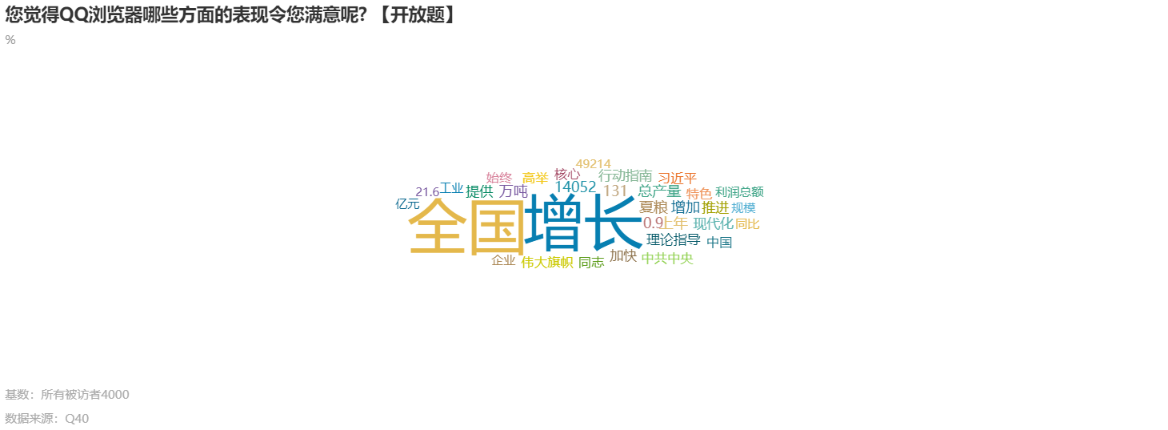 您觉得QQ浏览器哪些方面的表现令您满意呢? 【开放题】
%
49214
始终 高举 核心 行动指南 习近平
21.6 工业 提供 万吨 14052 131 总产量 特色 利润总额
亿元 全国 增长 夏粮 增加 推进 规模
0.9 上年 现代化 同比
理论指导 中国
企业 伟大旗帜 同志 加快 中共中央
基数：所有被访者4000
数据来源：Q40